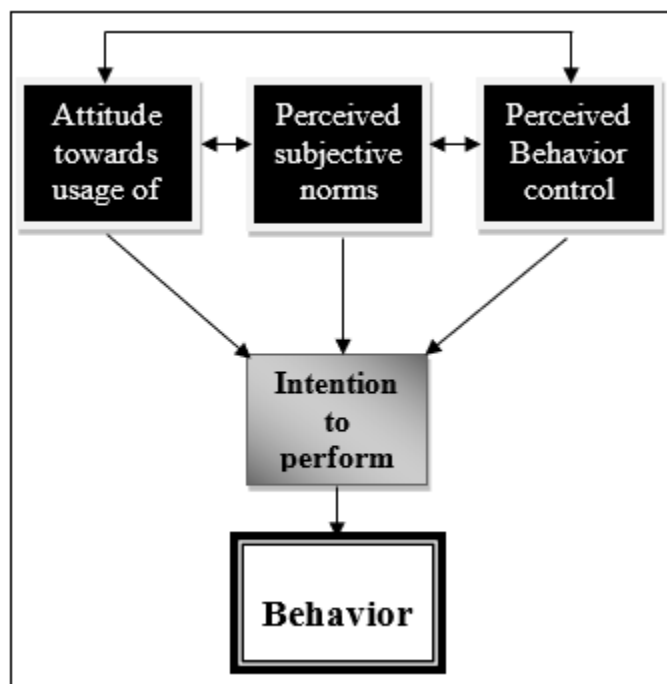 Attitude
towards
usage of
Perceived
subjective
norms
Perceived
Behavior
control
Intention
to
perform
Behavior